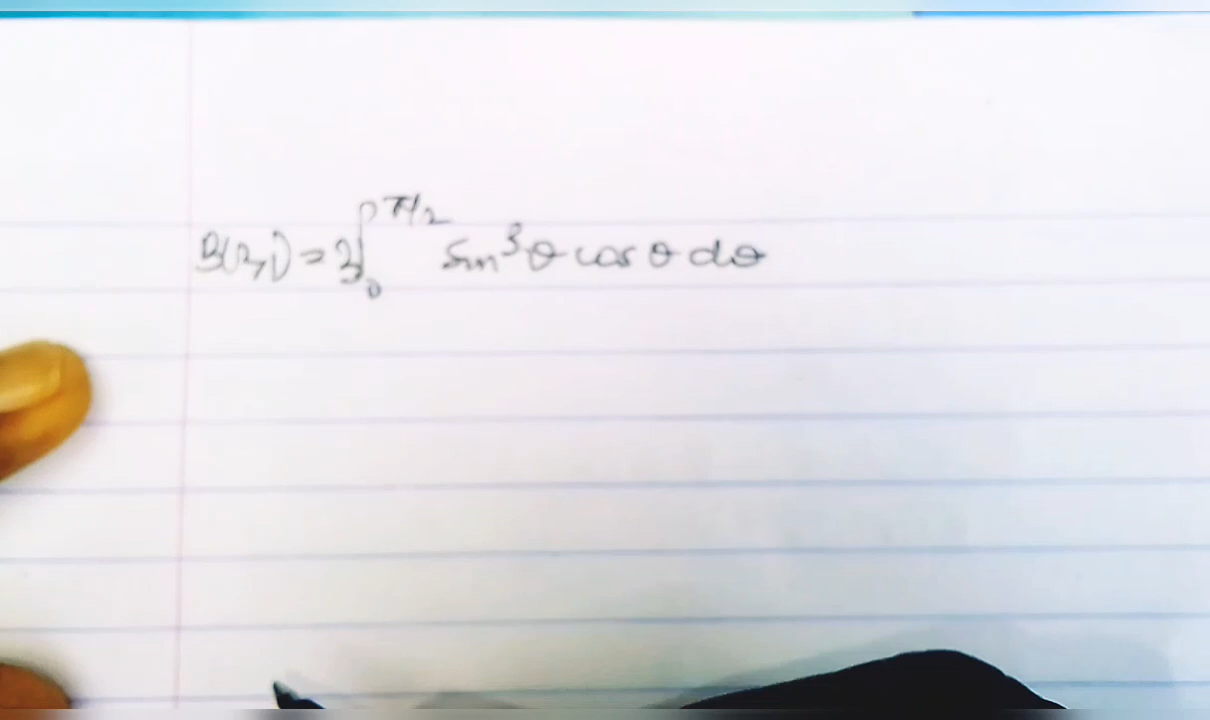 B(2,1) = 2∫₀^π/2 sin³θ cosθ dθ